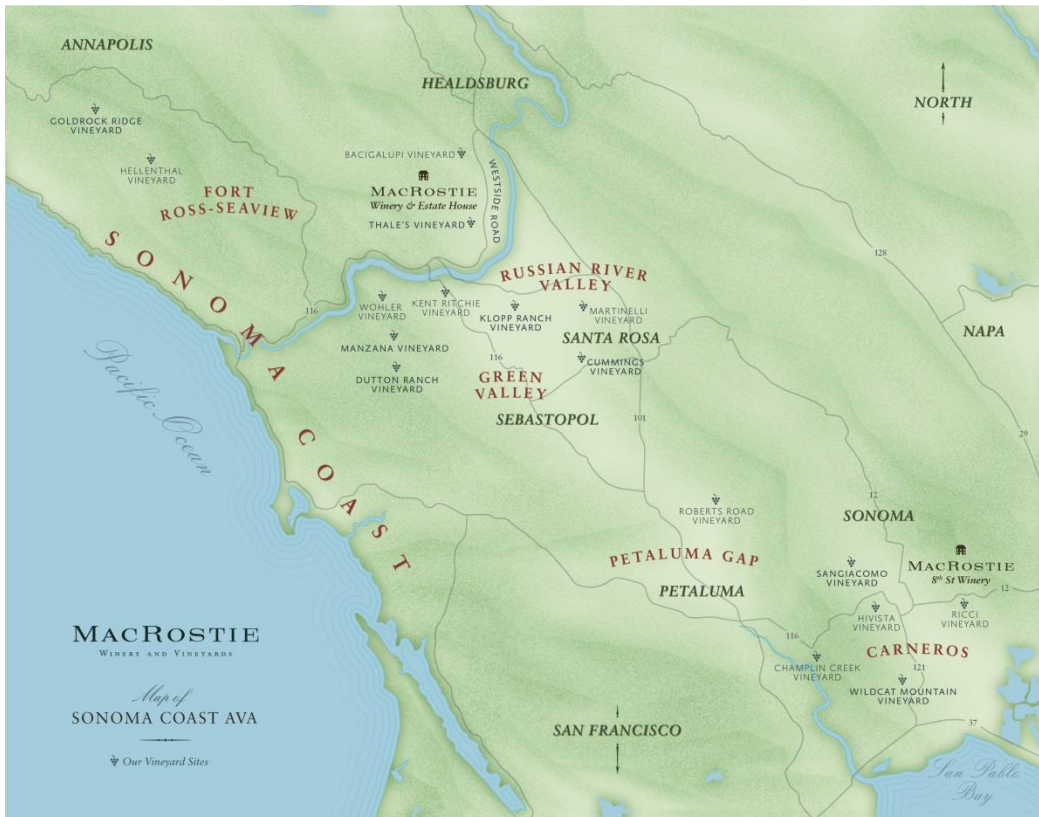 ANNAPOLIS
HEALDSBURG
NORTH
GOLDROCK RIDGE
VINEYARD
HELLENTHAL
VINEYARD
FORT
ROSS-SEAVIEW
BACIGALUPI VINEYARD
MACROSTIE
Winery & Estate House
THALE'S VINEYARD
WESTSIDE ROAD
SONOMA COAST
RUSSIAN RIVER
VALLEY
128
116
WOHLER
VINEYARD
KENT RITCHIE
VINEYARD
KLOPP RANCH
VINEYARD
MARTINELLI
VINEYARD
NAPA
SANTA ROSA
MANZANA VINEYARD
116
CUMMINGS
VINEYARD
DUTTON RANCH
VINEYARD
GREEN
VALLEY
SEBASTOPOL
101
Pacific Ocean
29
12
ROBERTS ROAD
VINEYARD
SONOMA
PETALUMA GAP
PETALUMA
SANGIACOMO
VINEYARD
MACROSTIE
8th St Winery
12
HIVISTA
VINEYARD
RICCI
VINEYARD
116
CARNEROS
CHAMPLIN CREEK
VINEYARD
121
WILDCAT MOUNTAIN
VINEYARD
37
MACROSTIE
WINERY AND VINEYARDS
Map of
SONOMA COAST AVA
Our Vineyard Sites
SAN FRANCISCO
San Pablo
Bay